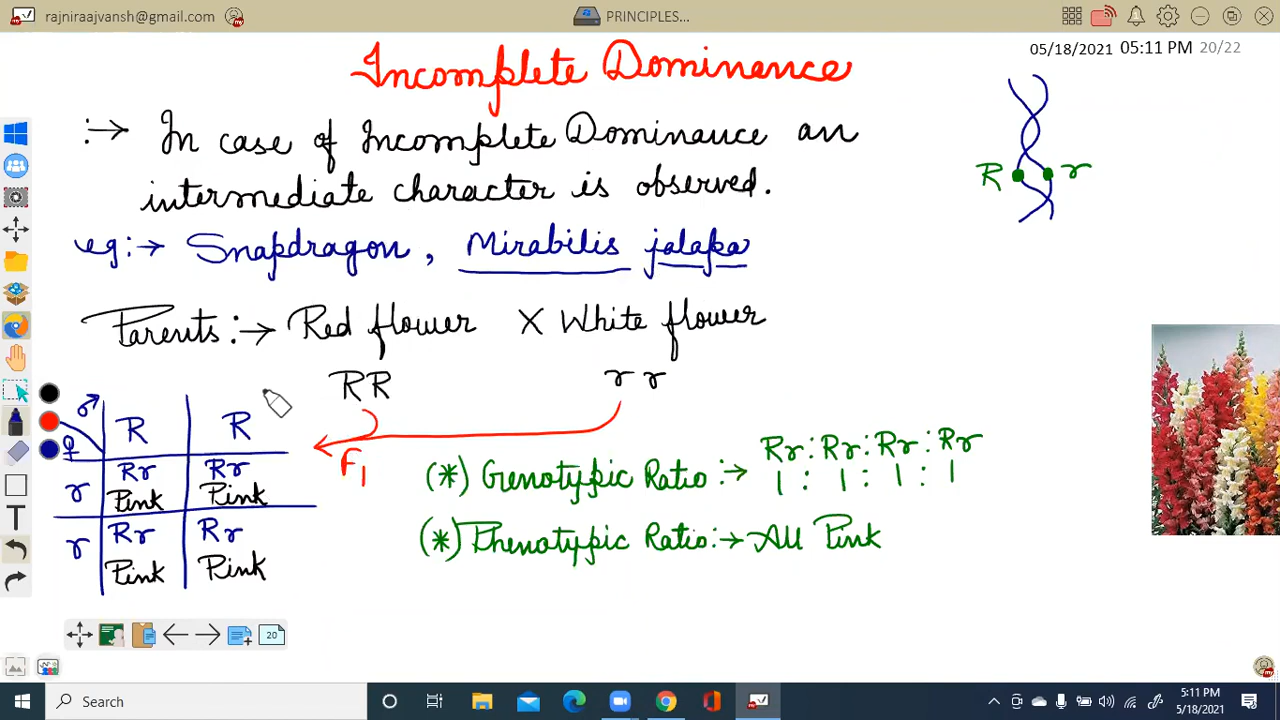 rajniraajvansh@gmail.com
PRINCIPLES...
05/18/2021 05:11 PM 20/22
Incomplete Dominance
:→ In case of Incomplete Dominance an
intermediate character is observed.
eg:→ Snapdragon, Mirabilis jalapa
R r
Parents:→ Red flower X White flower
RR rr
♂ R R
♀
F1
r Rr Rr
Pink Pink
r Rr Rr
Pink Pink
Rr : Rr : Rr : Rr
(*) Genotypic Ratio :→ 1 : 1 : 1 : 1
(*) Phenotypic Ratio:→ All Pink
T
20
Search
5:11 PM
5/18/2021